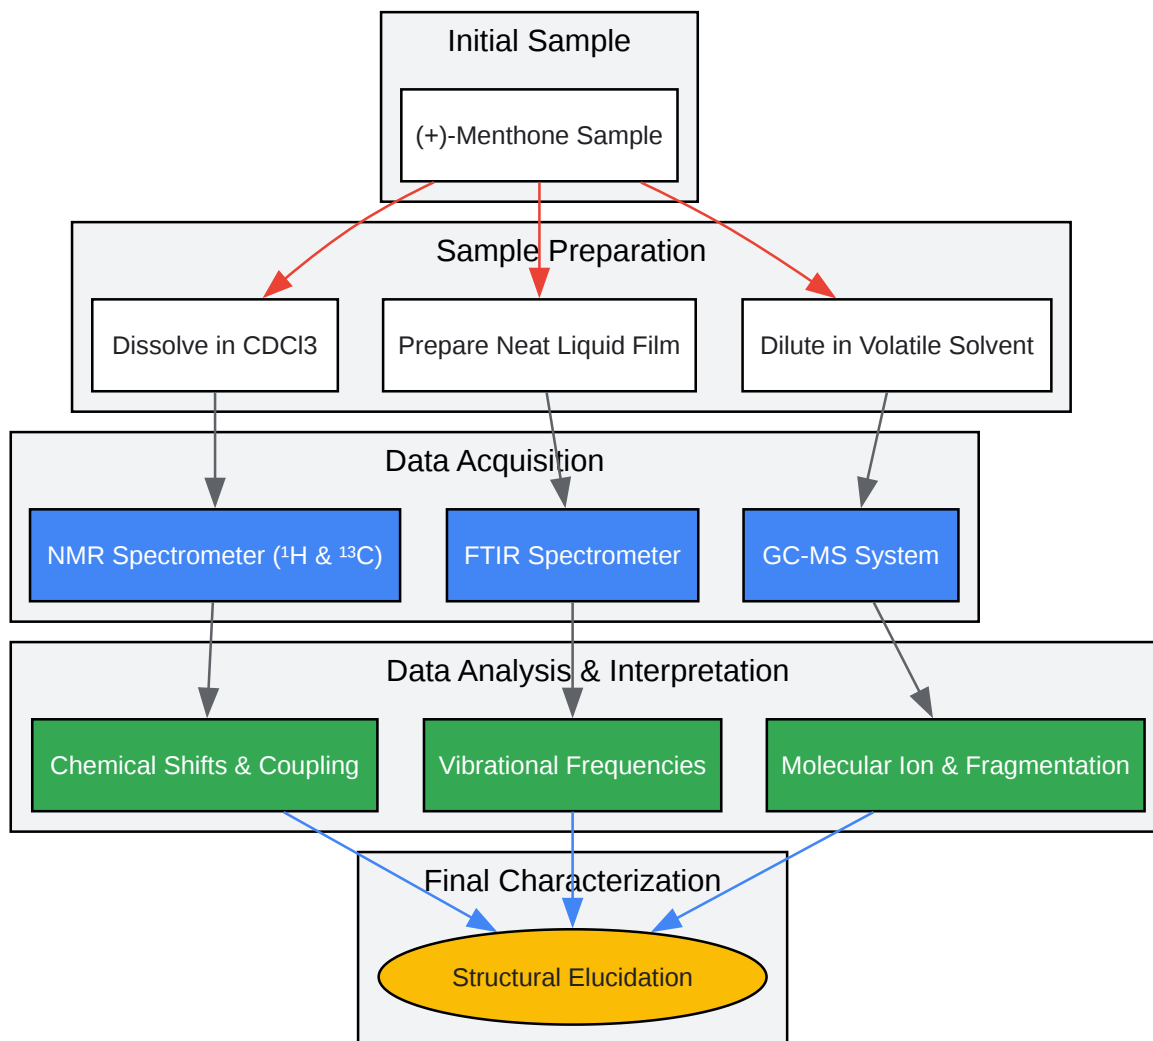 Initial Sample
(+)-Menthone Sample
Sample Preparation
Dissolve in CDCl3
Prepare Neat Liquid Film
Dilute in Volatile Solvent
Data Acquisition
NMR Spectrometer (¹H & ¹³C)
FTIR Spectrometer
GC-MS System
Data Analysis & Interpretation
Chemical Shifts & Coupling
Vibrational Frequencies
Molecular Ion & Fragmentation
Final Characterization
Structural Elucidation